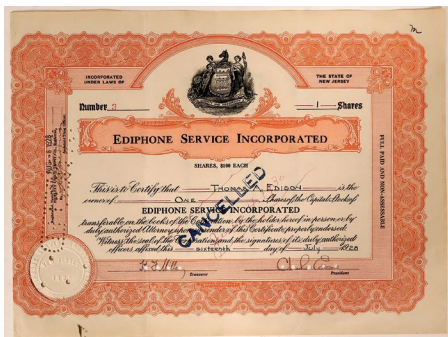 INCORPORATED UNDER LAWS OF
THE STATE OF NEW JERSEY
Number 3
1 Shares
EDIPHONE SERVICE INCORPORATED
SHARES, $100 EACH
This is to Certify that THOMAS A EDISON is the
owner of ONE Shares of the Capital Stock of
EDIPHONE SERVICE INCORPORATED
transferable on the books of the Corporation by the holder hereof in person or by
duly authorized Attorney upon surrender of this Certificate properly endorsed.
Witness the seal of the Corporation and the signatures of its duly authorized
officers affixed this sixteenth day of July 1928
Treasurer
President
CANCELLED
FULL PAID AND NON-ASSESSABLE